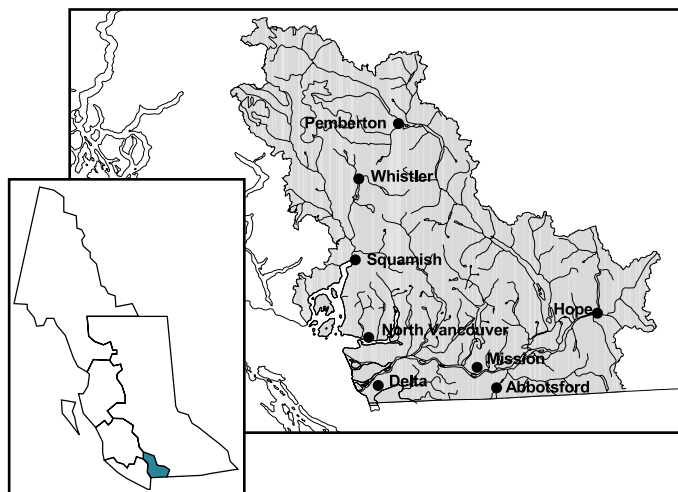 Pemberton
Whistler
Squamish
Hope
North Vancouver
Mission
Delta
Abbotsford